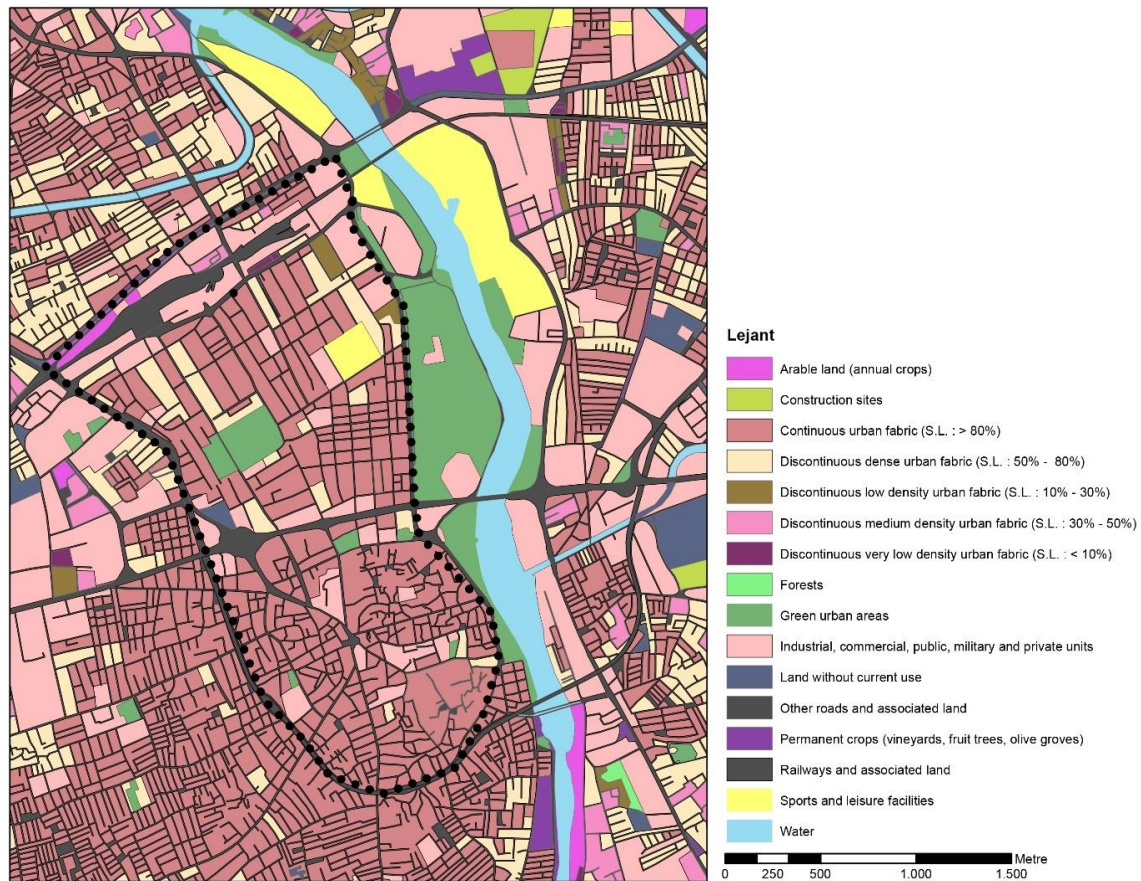 Lejant
Arable land (annual crops)
Construction sites
Continuous urban fabric (S.L. : > 80%)
Discontinuous dense urban fabric (S.L. : 50% - 80%)
Discontinuous low density urban fabric (S.L. : 10% - 30%)
Discontinuous medium density urban fabric (S.L. : 30% - 50%)
Discontinuous very low density urban fabric (S.L. : < 10%)
Forests
Green urban areas
Industrial, commercial, public, military and private units
Land without current use
Other roads and associated land
Permanent crops (vineyards, fruit trees, olive groves)
Railways and associated land
Sports and leisure facilities
Water
Metre
0 250 500 1.000 1.500